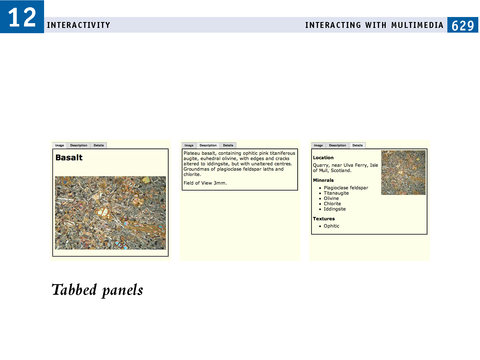 12 INTERACTIVITY INTERACTING WITH MULTIMEDIA 629
Image Description Details
Basalt
Image Description Details
Plateau basalt, containing ophitic pink titaniferous
augite, euhedral olivine, with edges and cracks
altered to iddingsite, but with unaltered centres.
Groundmas of plagioclase feldspar laths and
chlorite.
Field of View 3mm.
Image Description Details
Location
Quarry, near Ulva Ferry, Isle
of Mull, Scotland.
Minerals
Plagioclase feldspar
Titanaugite
Olivine
Chlorite
Iddingsite
Textures
Ophitic
Tabbed panels